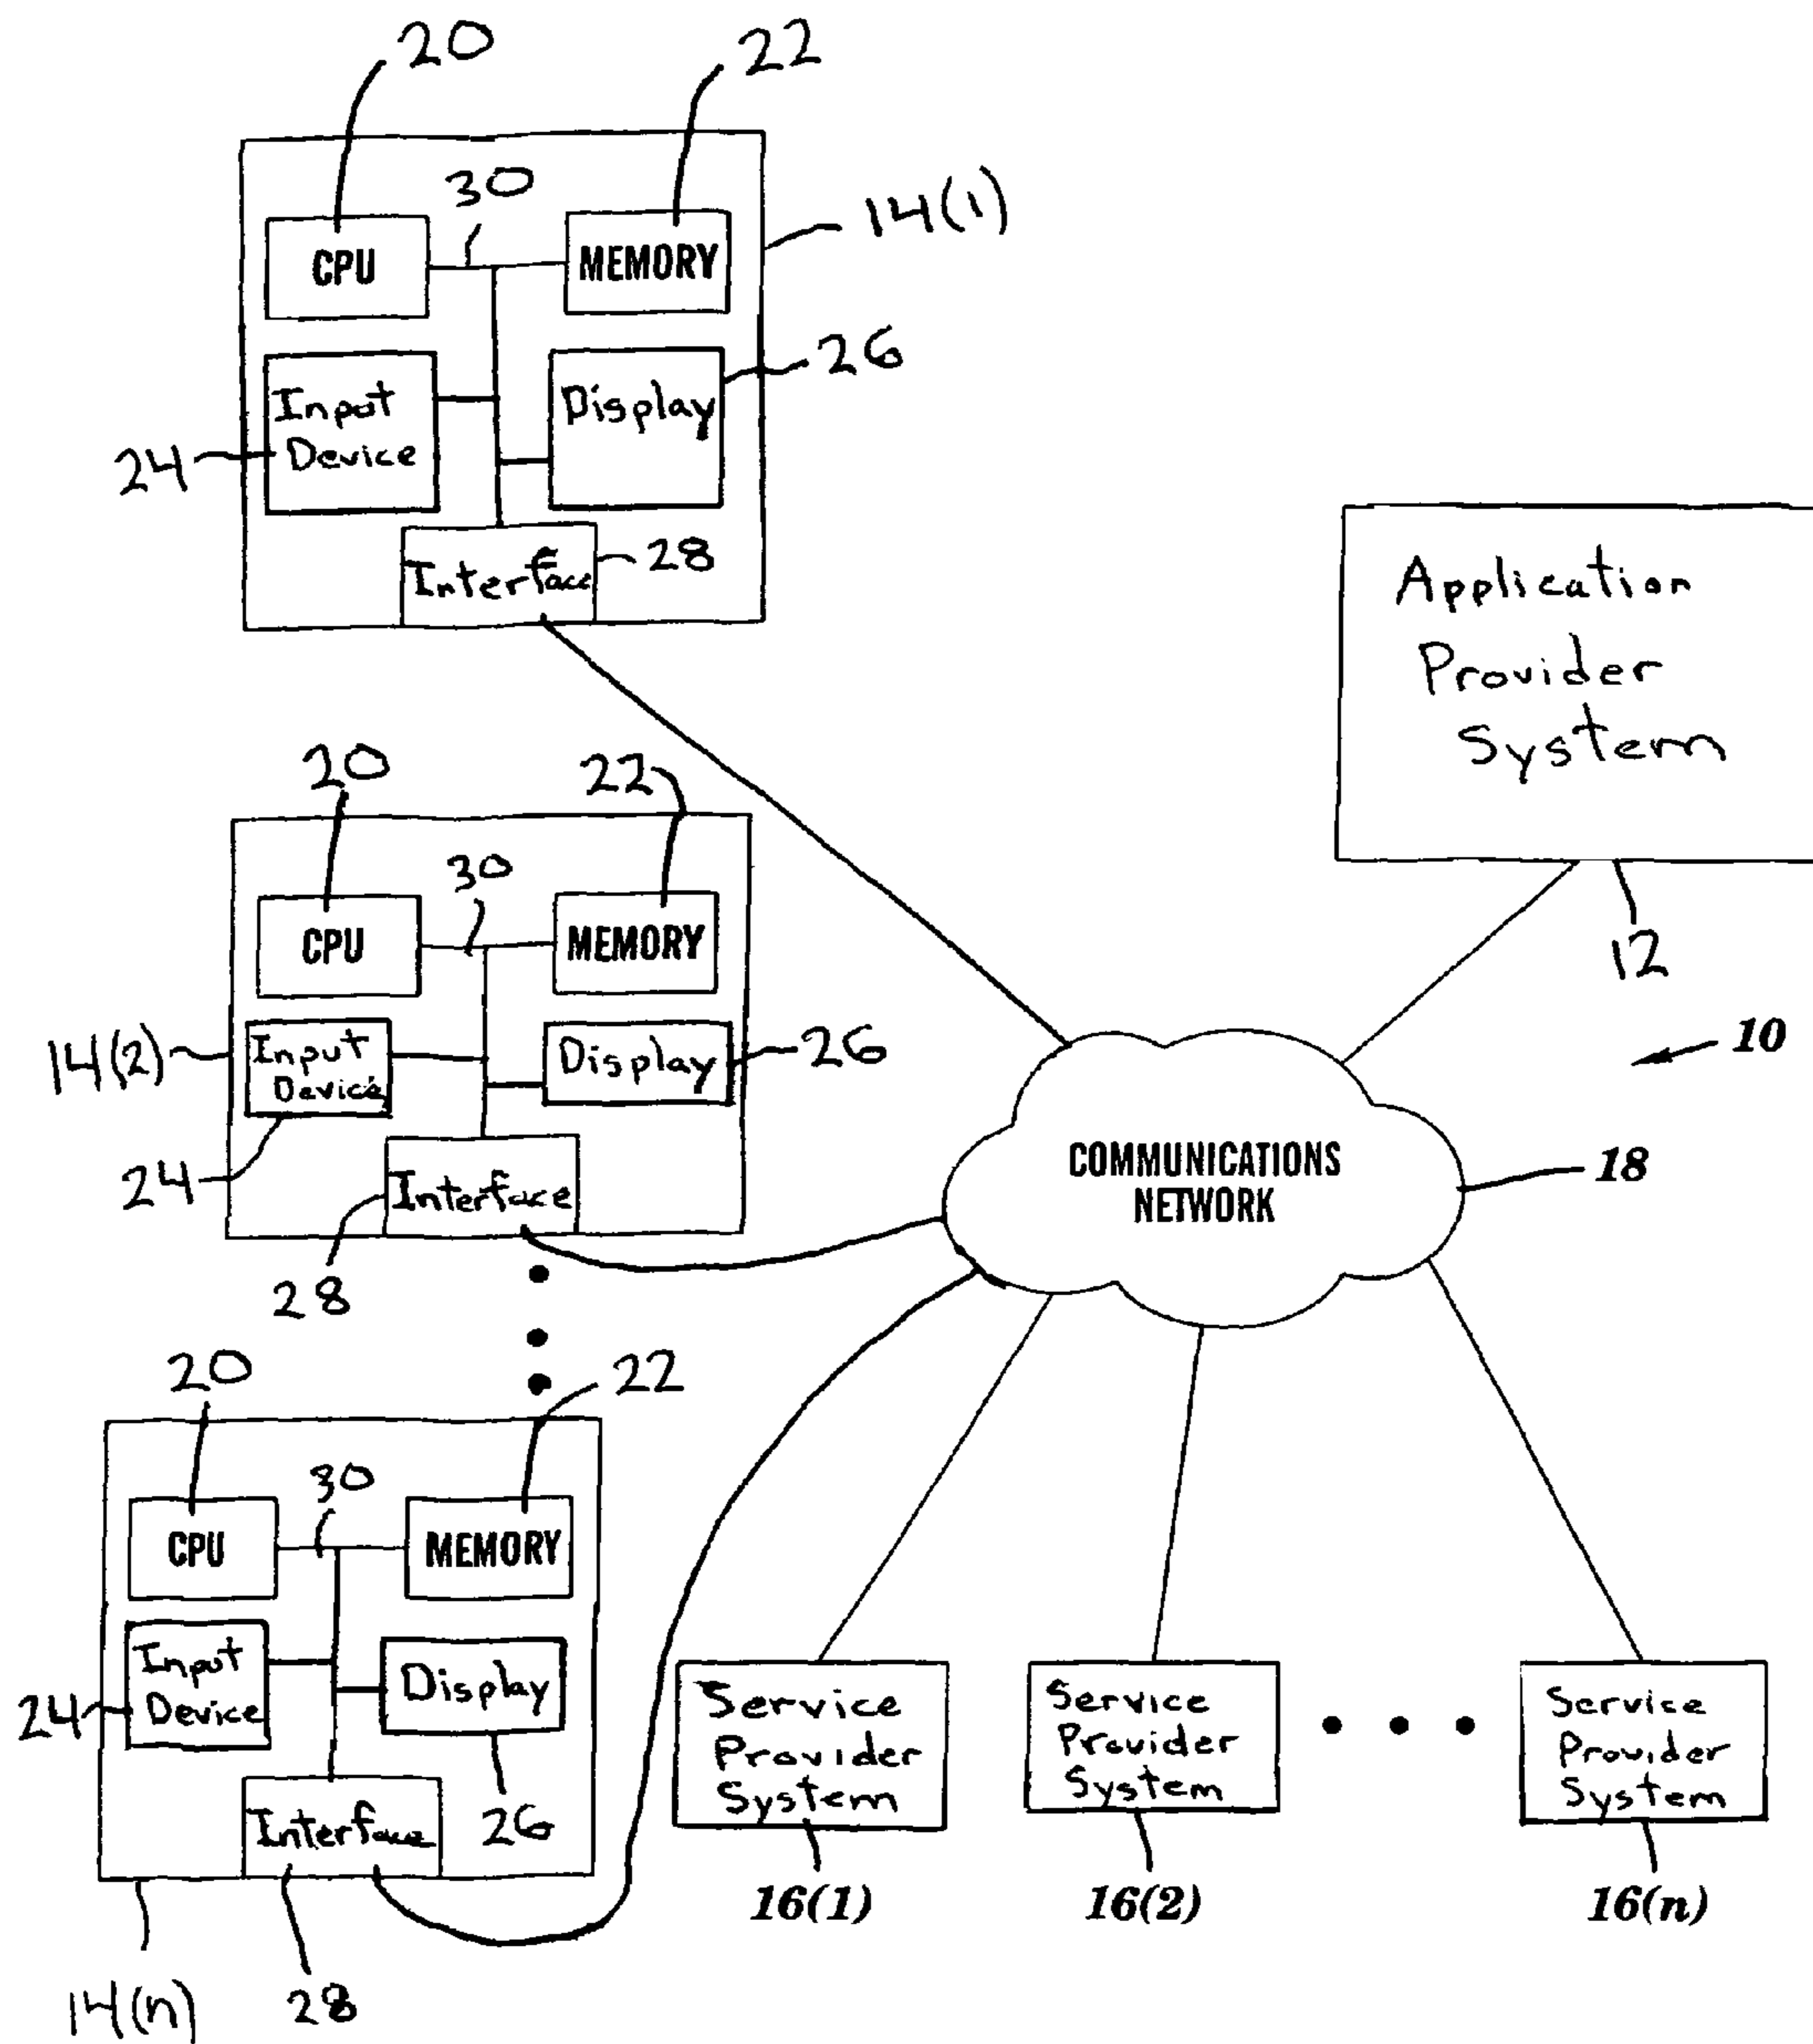 20
22
30
14(1)
CPU
MEMORY
Input
Device
Display
26
24
Interface
28
Application
Provider
System
12
20
22
30
CPU
MEMORY
14(2)
Input
Device
Display
26
24
Interface
28
10
COMMUNICATIONS
NETWORK
18
20
22
30
CPU
MEMORY
Input
Device
24
Display
26
Interface
14(n)
28
Service
Provider
System
16(1)
Service
Provider
System
16(2)
Service
Provider
System
16(n)